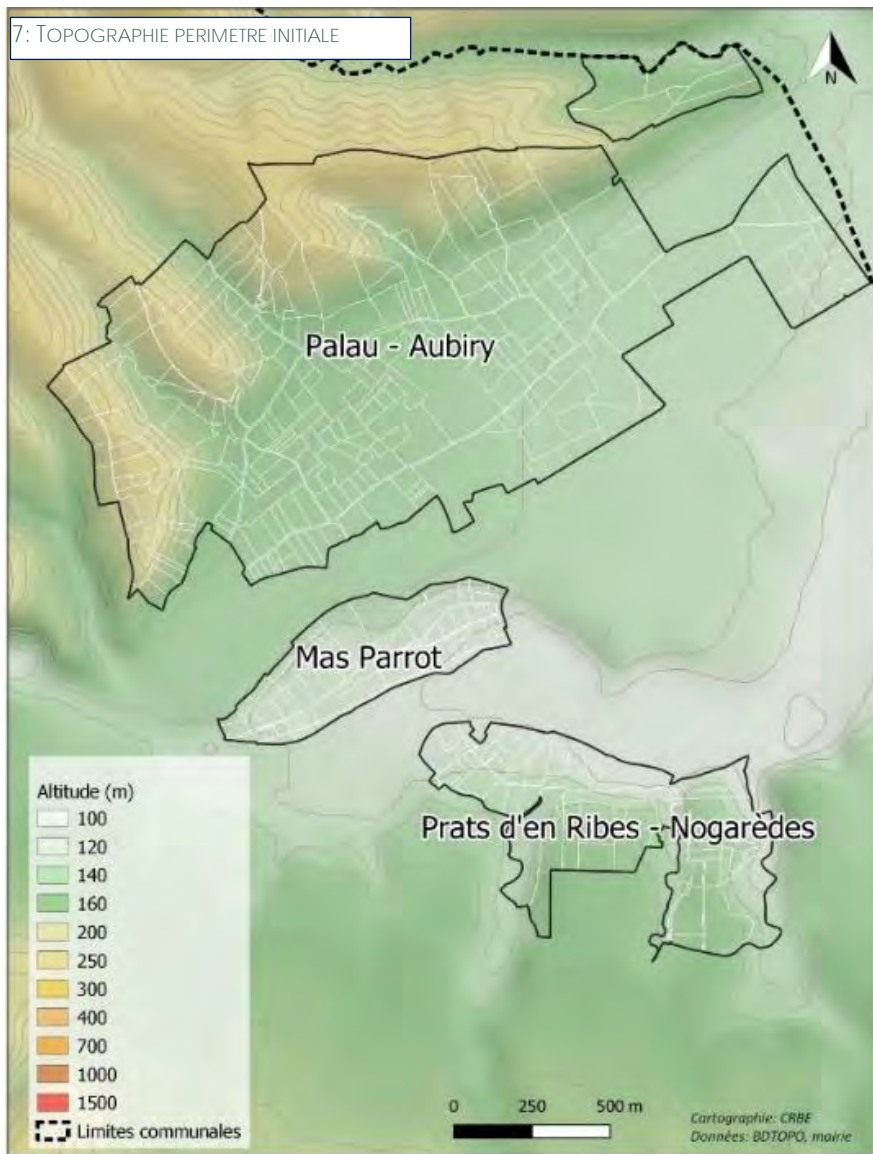 7: TOPOGRAPHIE PERIMETRE INITIALE
N
Palau - Aubiry
Mas Parrot
Prats d'en Ribes - Nogarèdes
Altitude (m)
100
120
140
160
200
250
300
400
700
1000
1500
Limites communales
0 250 500 m
Cartographie: CRBE
Données: BDTOPO, mairie